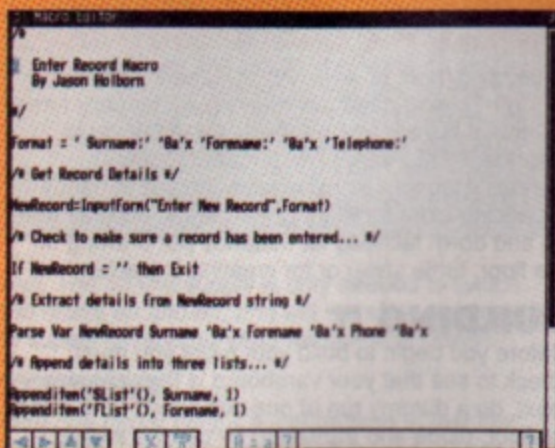 Macro Editor
/*
Enter Record Macro
By Jason Holborn
*/
Format = ' Surname:' '0a'x 'Forename:' '0a'x 'Telephone:'
/* Get Record Details */
NewRecord=InputForm("Enter New Record",Format)
/* Check to make sure a record has been entered... */
If NewRecord = '' then Exit
/* Extract details from NewRecord string */
Parse Var NewRecord Surname '0a'x Forename '0a'x Phone '0a'x
/* Append details into three lists... */
Appenditem('SList'(), Surname, 1)
Appenditem('FList'(), Forename, 1)